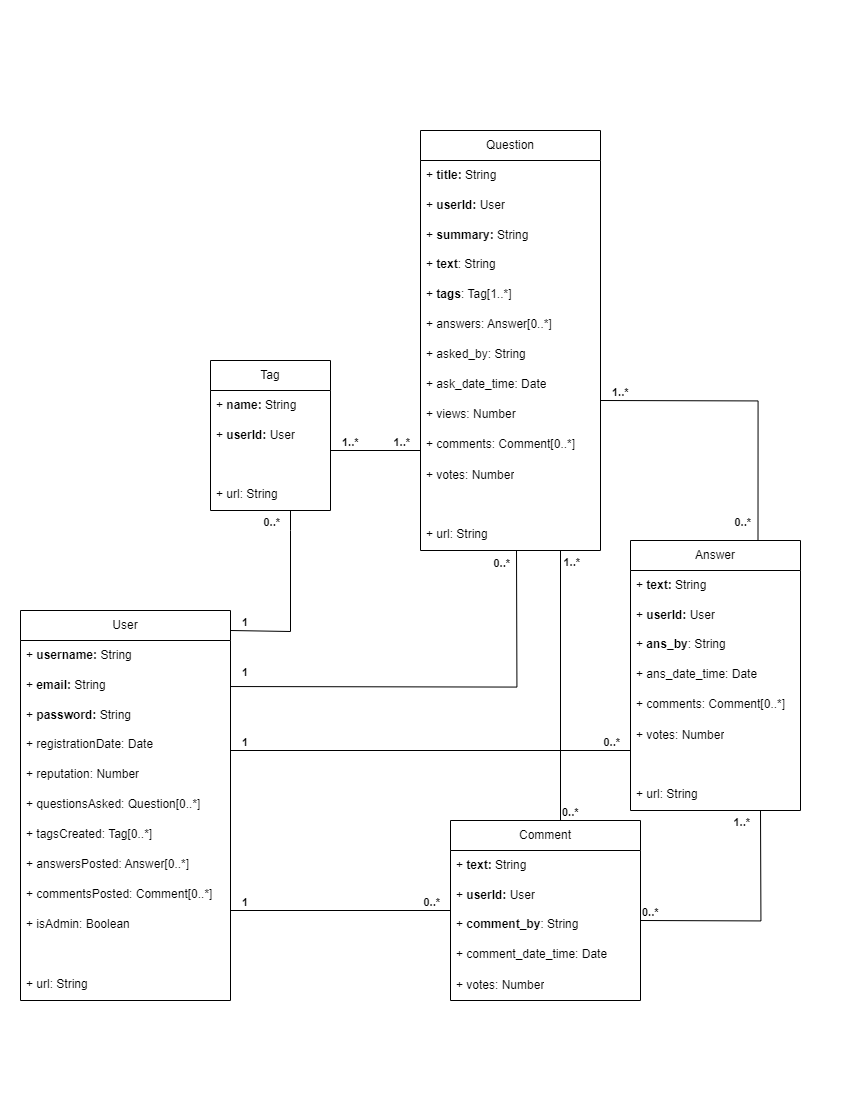 Question
+ title: String
+ userId: User
+ summary: String
+ text: String
+ tags: Tag[1..*]
+ answers: Answer[0..*]
+ asked_by: String
+ ask_date_time: Date
+ views: Number
+ comments: Comment[0..*]
+ votes: Number
+ url: String
Tag
+ name: String
+ userId: User
+ url: String
1..*
1..*
1..*
0..*
0..*
0..*
1..*
Answer
+ text: String
+ userId: User
+ ans_by: String
+ ans_date_time: Date
+ comments: Comment[0..*]
+ votes: Number
+ url: String
User
+ username: String
+ email: String
+ password: String
+ registrationDate: Date
+ reputation: Number
+ questionsAsked: Question[0..*]
+ tagsCreated: Tag[0..*]
+ answersPosted: Answer[0..*]
+ commentsPosted: Comment[0..*]
+ isAdmin: Boolean
+ url: String
1
1
1
0..*
1
0..*
0..*
1..*
0..*
Comment
+ text: String
+ userId: User
+ comment_by: String
+ comment_date_time: Date
+ votes: Number